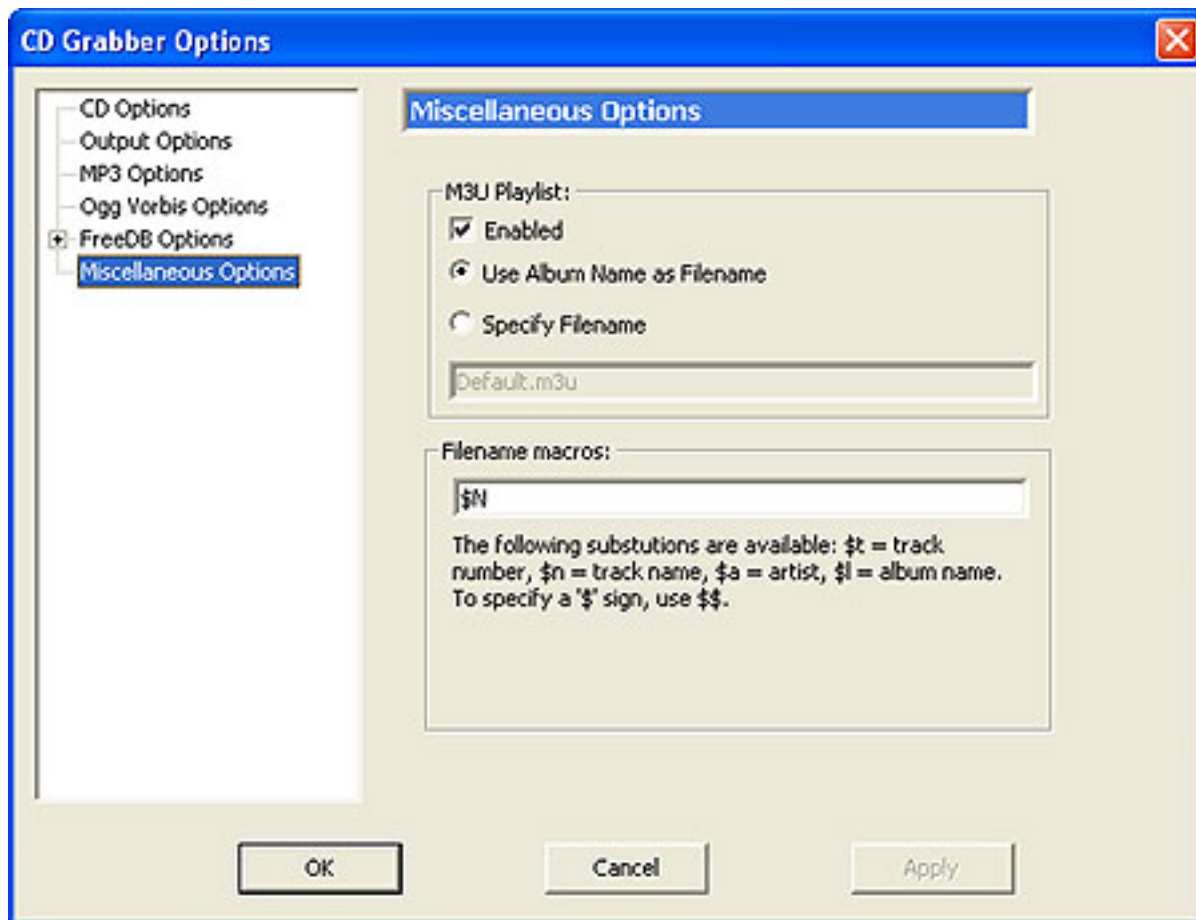 CD Grabber Options
CD Options
Output Options
MP3 Options
Ogg Vorbis Options
FreeDB Options
Miscellaneous Options
Miscellaneous Options
M3U Playlist:
Enabled
Use Album Name as Filename
Specify Filename
Default.m3u
Filename macros:
$N
The following substutions are available: $t = track
number, $n = track name, $a = artist, $l = album name.
To specify a '$' sign, use $$.
OK
Cancel
Apply